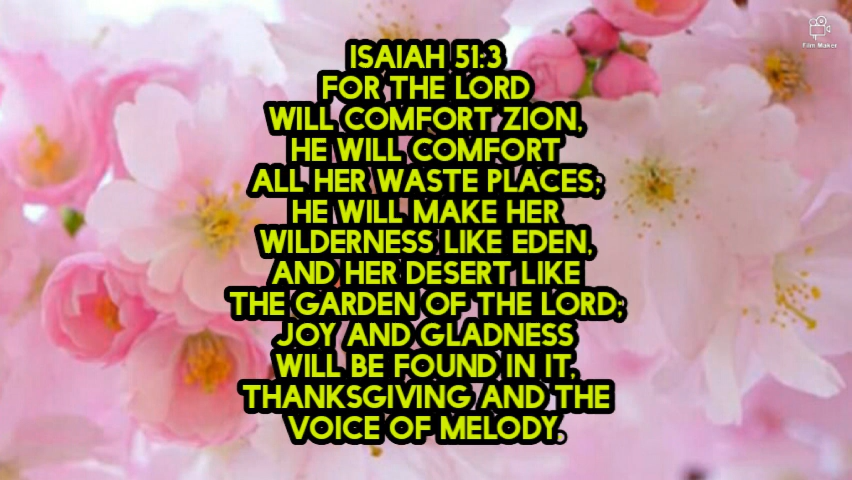 ISAIAH 51:3
FOR THE LORD
WILL COMFORT ZION,
HE WILL COMFORT
ALL HER WASTE PLACES;
HE WILL MAKE HER
WILDERNESS LIKE EDEN,
AND HER DESERT LIKE
THE GARDEN OF THE LORD;
JOY AND GLADNESS
WILL BE FOUND IN IT,
THANKSGIVING AND THE
VOICE OF MELODY.
Film Maker